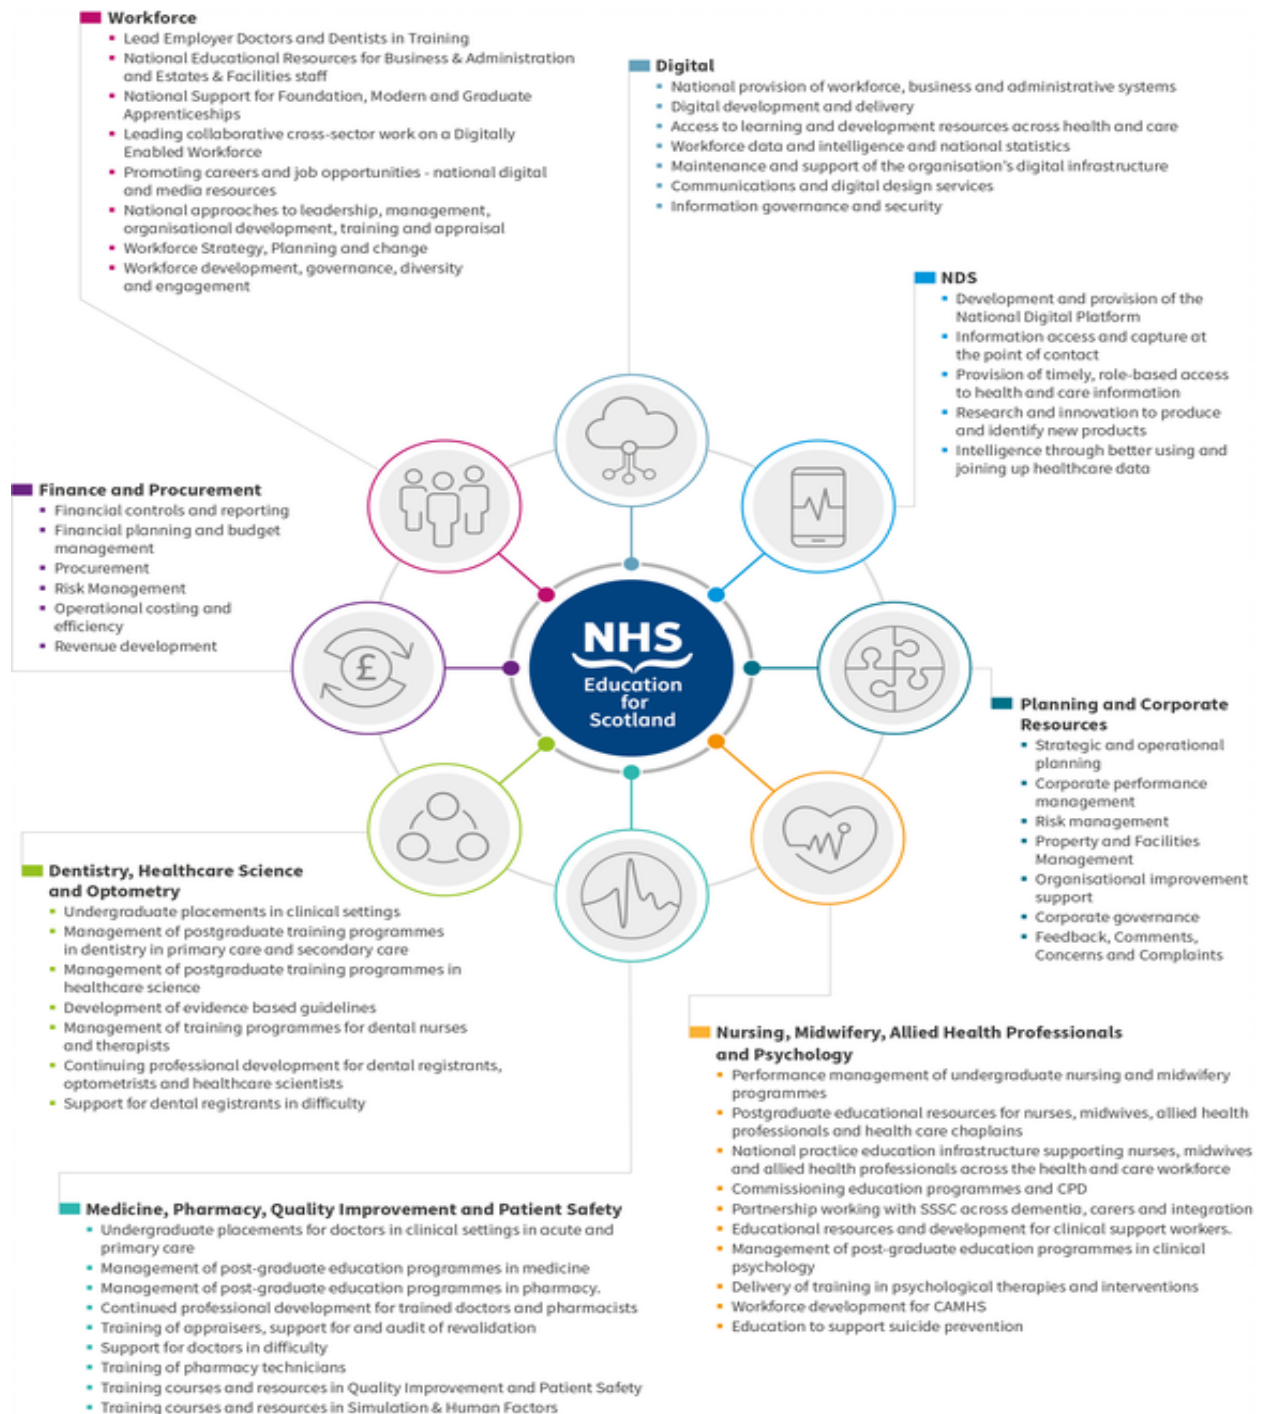 Workforce
Lead Employer Doctors and Dentists in Training
National Educational Resources for Business & Administration
and Estates & Facilities staff
National Support for Foundation, Modern and Graduate
Apprenticeships
Leading collaborative cross-sector work on a Digitally
Enabled Workforce
Promoting careers and job opportunities - national digital
and media resources
National approaches to leadership, management,
organisational development, training and appraisal
Workforce Strategy, Planning and change
Workforce development, governance, diversity
and engagement
Digital
National provision of workforce, business and administrative systems
Digital development and delivery
Access to learning and development resources across health and care
Workforce data and intelligence and national statistics
Maintenance and support of the organisation's digital infrastructure
Communications and digital design services
Information governance and security
NDS
Development and provision of the
National Digital Platform
Information access and capture at
the point of contact
Provision of timely, role-based access
to health and care information
Research and innovation to produce
and identify new products
Intelligence through better using and
joining up healthcare data
Finance and Procurement
Financial controls and reporting
Financial planning and budget
management
Procurement
Risk Management
Operational costing and
efficiency
Revenue development
£
NHS
Education
for
Scotland
Planning and Corporate
Resources
Strategic and operational
planning
Corporate performance
management
Risk management
Property and Facilities
Management
Organisational improvement
support
Corporate governance
Feedback, Comments,
Concerns and Complaints
Dentistry, Healthcare Science
and Optometry
Undergraduate placements in clinical settings
Management of postgraduate training programmes
in dentistry in primary care and secondary care
Management of postgraduate training programmes in
healthcare science
Development of evidence based guidelines
Management of training programmes for dental nurses
and therapists
Continuing professional development for dental registrants,
optometrists and healthcare scientists
Support for dental registrants in difficulty
Nursing, Midwifery, Allied Health Professionals
and Psychology
Performance management of undergraduate nursing and midwifery
programmes
Postgraduate educational resources for nurses, midwives, allied health
professionals and health care chaplains
National practice education infrastructure supporting nurses, midwives
and allied health professionals across the health and care workforce
Commissioning education programmes and CPD
Partnership working with SSSC across dementia, carers and integration
Educational resources and development for clinical support workers.
Management of post-graduate education programmes in clinical
psychology
Delivery of training in psychological therapies and interventions
Workforce development for CAMHS
Education to support suicide prevention
Medicine, Pharmacy, Quality Improvement and Patient Safety
Undergraduate placements for doctors in clinical settings in acute and
primary care
Management of post-graduate education programmes in medicine
Management of post-graduate education programmes in pharmacy.
Continued professional development for trained doctors and pharmacists
Training of appraisers, support for and audit of revalidation
Support for doctors in difficulty
Training of pharmacy technicians
Training courses and resources in Quality Improvement and Patient Safety
Training courses and resources in Simulation & Human Factors